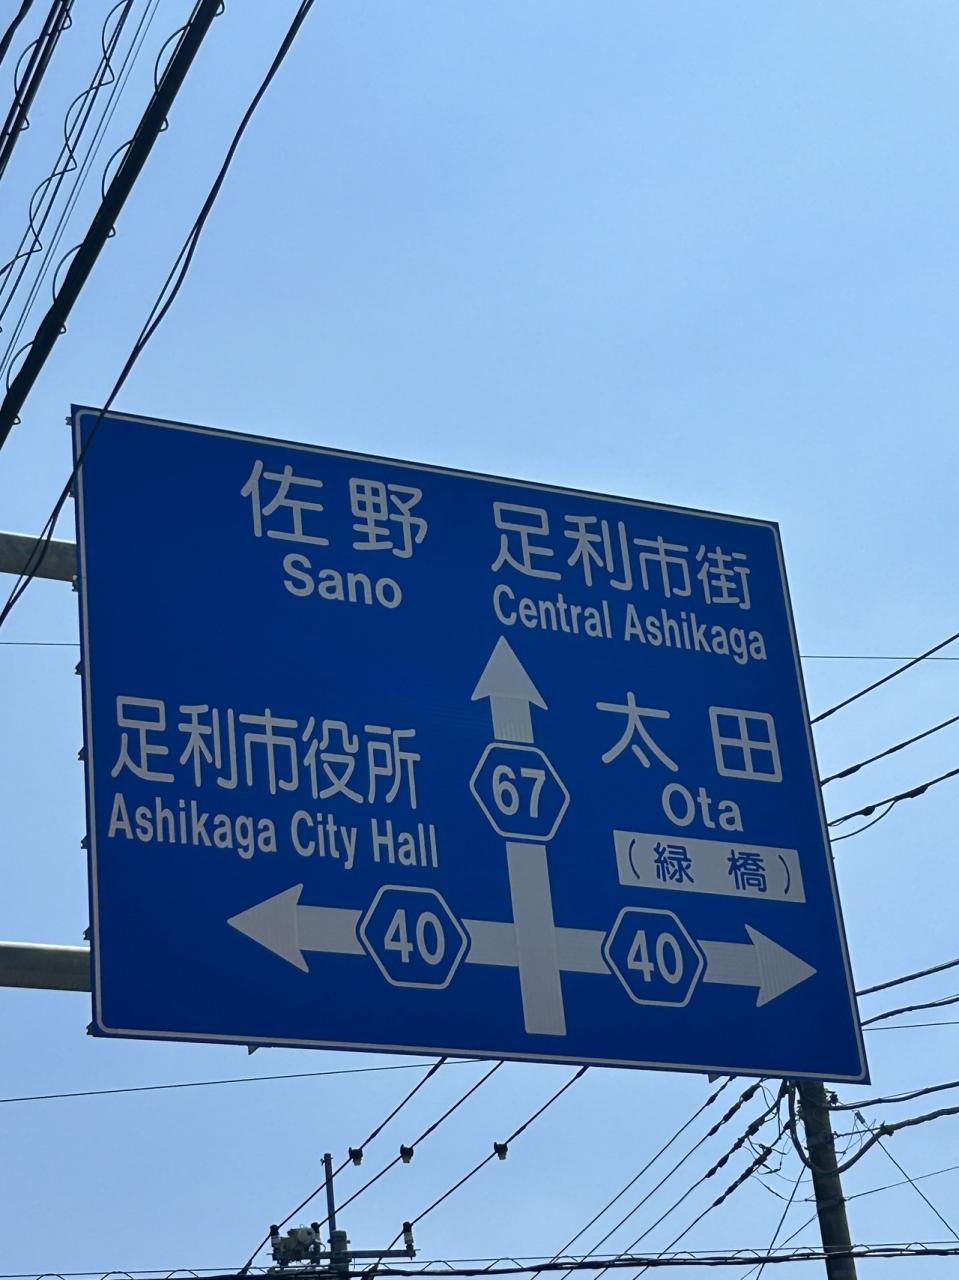 佐野 足利市街
Sano Central Ashikaga
足利市役所 太田
Ashikaga City Hall Ota
(緑橋)
67
40 40